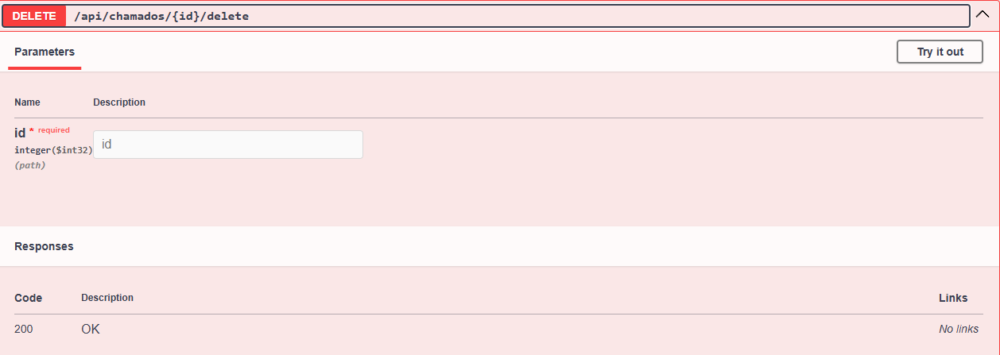 DELETE /api/chamados/{id}/delete
Parameters Try it out
Name Description
id * required
integer($int32)
(path)
id
Responses
Code Description Links
200 OK No links